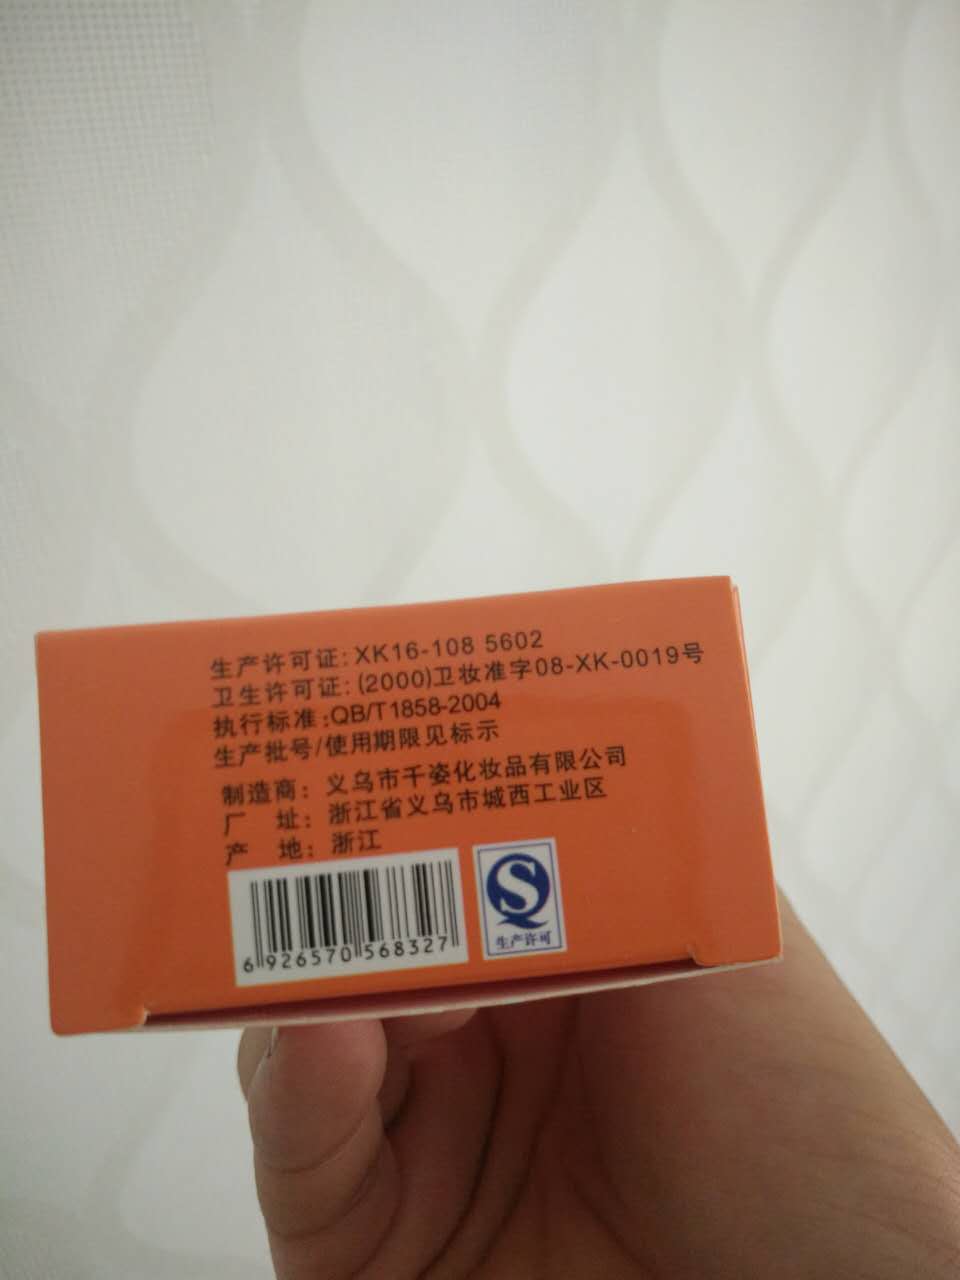 生产许可证:XK16-108 5602
卫生许可证:(2000)卫妆准字08-XK-0019号
执行标准:QB/T1858-2004
生产批号/使用期限见标示
制造商:义乌市千姿化妆品有限公司
厂 址:浙江省义乌市城西工业区
产 地:浙江
6 926570 568327
生产许可